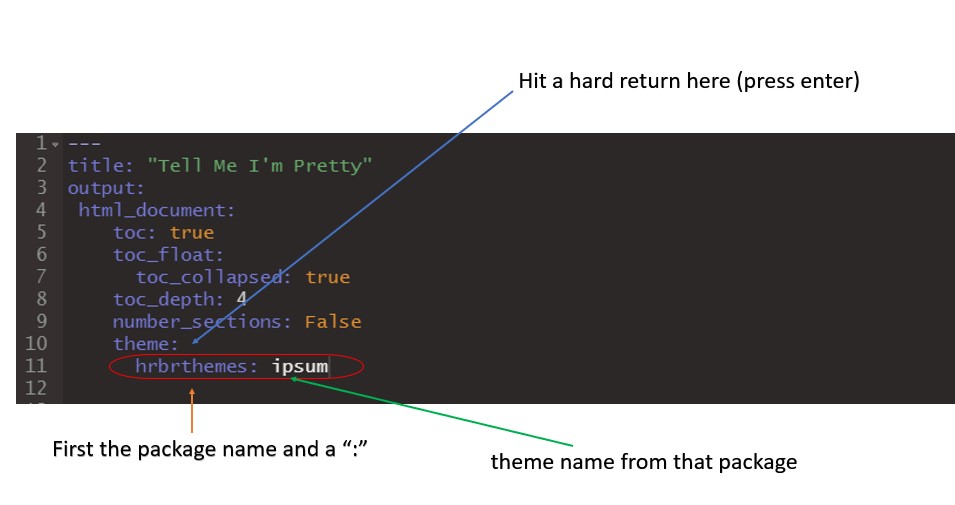 Hit a hard return here (press enter)
1 ---
2 title: "Tell Me I'm Pretty"
3 output:
4 html_document:
5 toc: true
6 toc_float:
7 toc_collapsed: true
8 toc_depth: 4
9 number_sections: False
10 theme:
11 hrbrthemes: ipsum
12
First the package name and a “:”
theme name from that package